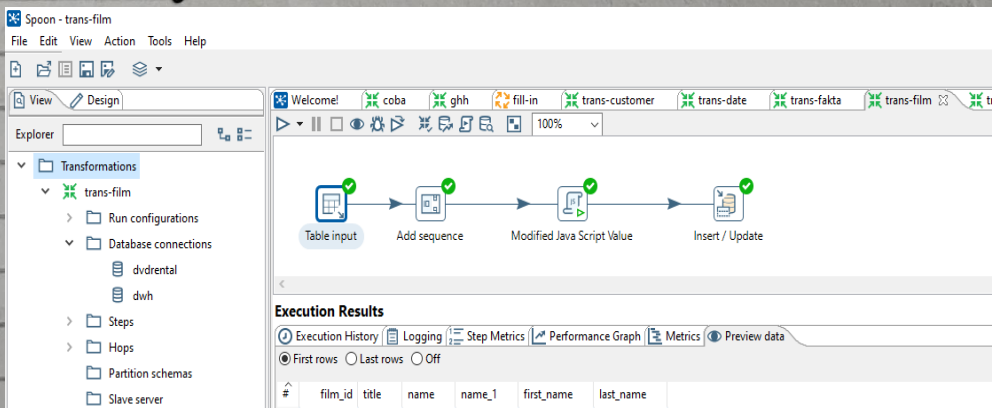 Spoon - trans-film
File Edit View Action Tools Help
View Design
Explorer
Transformations
trans-film
Run configurations
Database connections
dvdrental
dwh
Steps
Hops
Partition schemas
Slave server
Welcome! coba ghh fill-in trans-customer trans-date trans-fakta trans-film
100%
Table input Add sequence Modified Java Script Value Insert / Update
Execution Results
Execution History Logging Step Metrics Performance Graph Metrics Preview data
First rows Last rows Off
# film_id title name name_1 first_name last_name